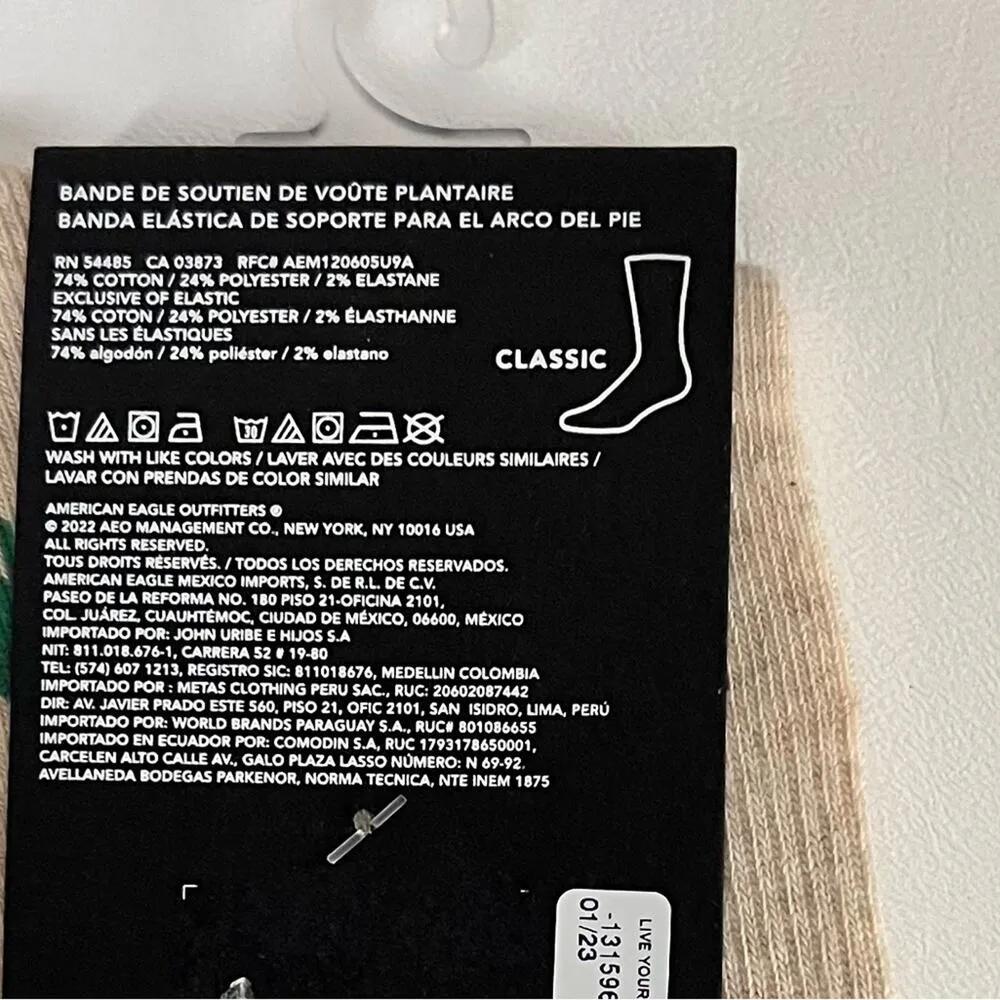 BANDE DE SOUTIEN DE VOÛTE PLANTAIRE
BANDA ELÁSTICA DE SOPORTE PARA EL ARCO DEL PIE
RN 54485 CA 03873 RFC# AEM120605U9A
74% COTTON / 24% POLYESTER / 2% ELASTANE
EXCLUSIVE OF ELASTIC
74% COTON / 24% POLYESTER / 2% ÉLASTHANNE
SANS LES ÉLASTIQUES
74% algodón / 24% poliéster / 2% elastano
CLASSIC
30
WASH WITH LIKE COLORS / LAVER AVEC DES COULEURS SIMILAIRES /
LAVAR CON PRENDAS DE COLOR SIMILAR
AMERICAN EAGLE OUTFITTERS ®
© 2022 AEO MANAGEMENT CO., NEW YORK, NY 10016 USA
ALL RIGHTS RESERVED.
TOUS DROITS RÉSERVÉS. / TODOS LOS DERECHOS RESERVADOS.
AMERICAN EAGLE MEXICO IMPORTS, S. DE R.L. DE C.V.
PASEO DE LA REFORMA NO. 180 PISO 21-OFICINA 2101,
COL. JUÁREZ, CUAUHTÉMOC, CIUDAD DE MÉXICO, 06600, MÉXICO
IMPORTADO POR: JOHN URIBE E HIJOS S.A
NIT: 811.018.676-1, CARRERA 52 # 19-80
TEL: (574) 607 1213, REGISTRO SIC: 811018676, MEDELLIN COLOMBIA
IMPORTADO POR : METAS CLOTHING PERU SAC., RUC: 20602087442
DIR: AV. JAVIER PRADO ESTE 560, PISO 21, OFIC 2101, SAN ISIDRO, LIMA, PERÚ
IMPORTADO POR: WORLD BRANDS PARAGUAY S.A., RUC# 801086655
IMPORTADO EN ECUADOR POR: COMODIN S.A, RUC 1793178650001,
CARCELEN ALTO CALLE AV., GALO PLAZA LASSO NÚMERO: N 69-92.
AVELLANEDA BODEGAS PARKENOR, NORMA TECNICA, NTE INEM 1875
LIVE YOUR
-131596
01/23